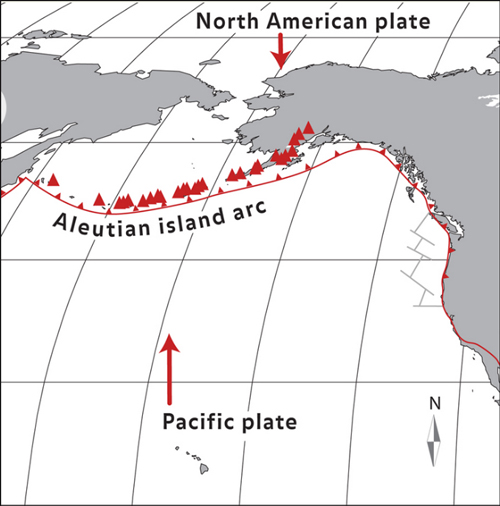 North American plate
Aleutian island arc
Pacific plate
N